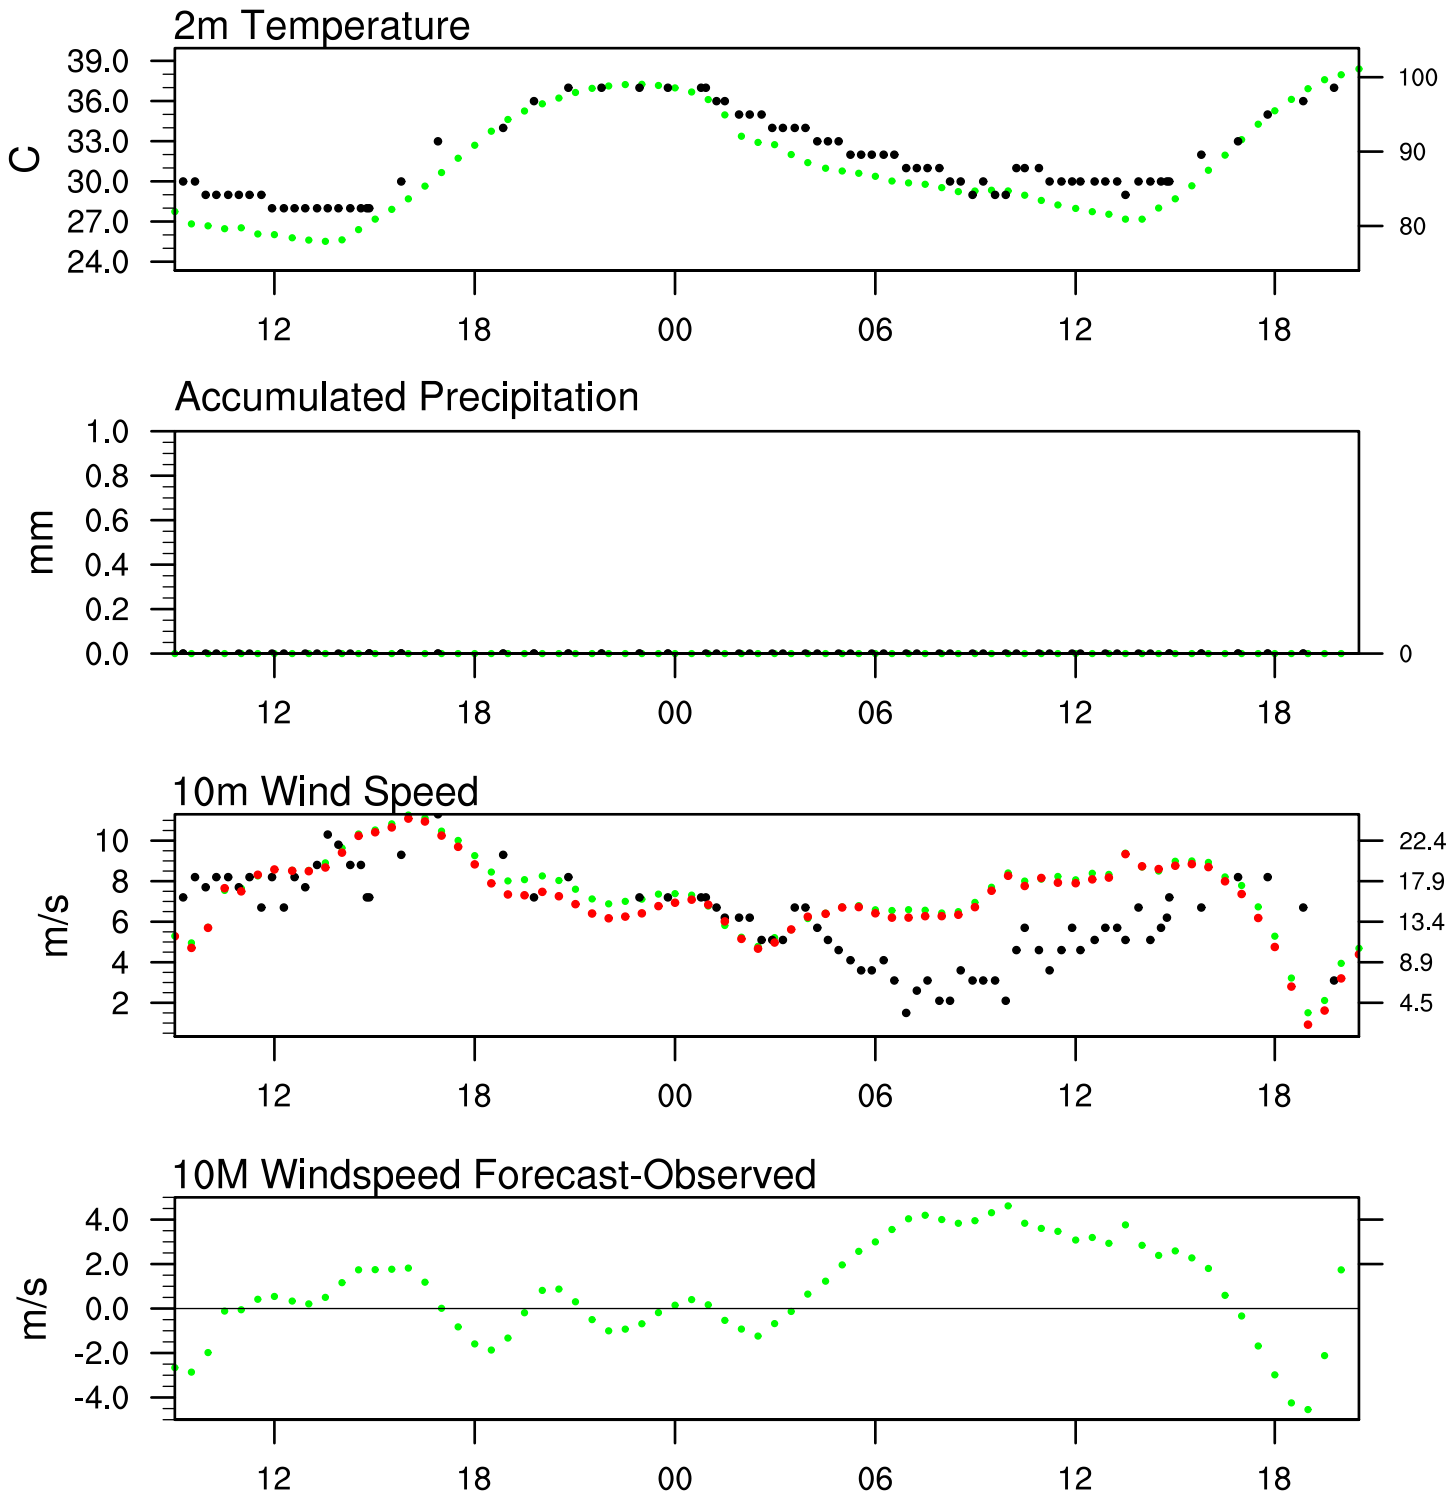 2m Temperature
39.0
36.0
33.0
30.0
27.0
24.0
C
100
90
80
12 18 00 06 12 18
Accumulated Precipitation
1.0
0.8
0.6
0.4
0.2
0.0
mm
0
12 18 00 06 12 18
10m Wind Speed
10
8
6
4
2
m/s
22.4
17.9
13.4
8.9
4.5
12 18 00 06 12 18
10M Windspeed Forecast-Observed
4.0
2.0
0.0
-2.0
-4.0
m/s
12 18 00 06 12 18